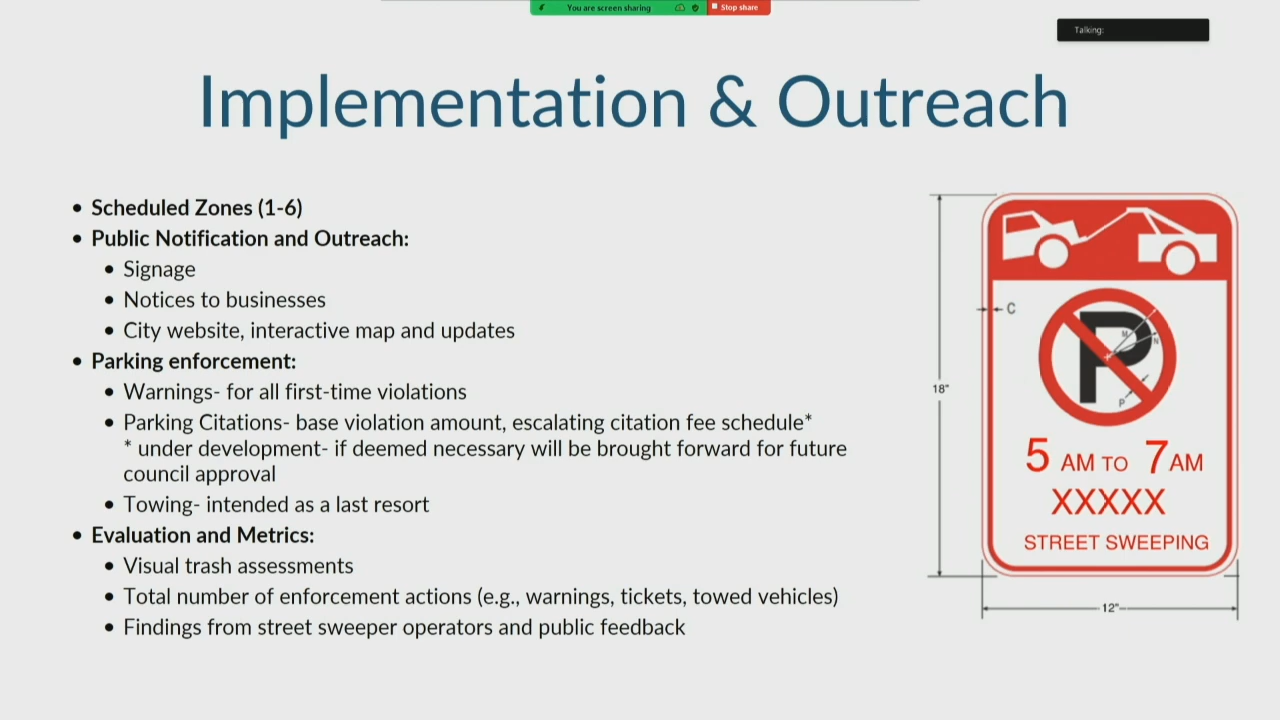 You are screen sharing
Stop share
Talking:
Implementation & Outreach
• Scheduled Zones (1-6)
• Public Notification and Outreach:
• Signage
• Notices to businesses
• City website, interactive map and updates
• Parking enforcement:
• Warnings- for all first-time violations
• Parking Citations- base violation amount, escalating citation fee schedule*
* under development- if deemed necessary will be brought forward for future
council approval
• Towing- intended as a last resort
• Evaluation and Metrics:
• Visual trash assessments
• Total number of enforcement actions (e.g., warnings, tickets, towed vehicles)
• Findings from street sweeper operators and public feedback
C
P
M
N
P
18"
5 AM TO 7AM
XXXXX
STREET SWEEPING
12"